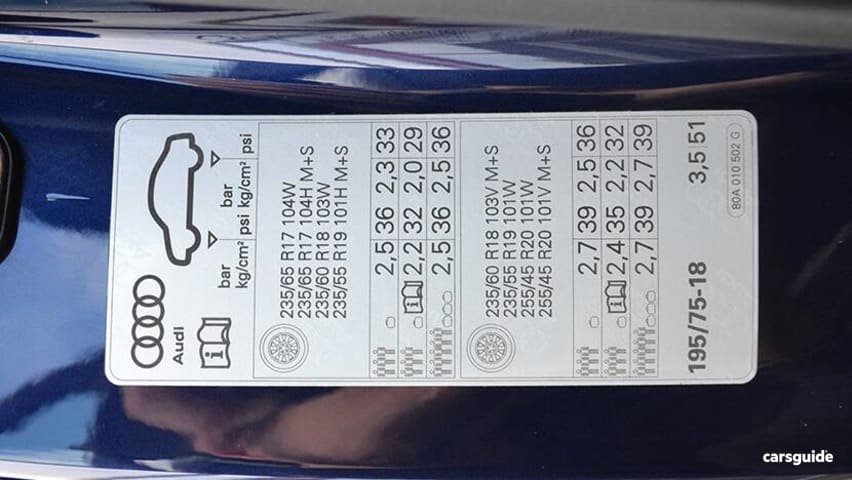 Audi
bar bar
kg/cm² psi kg/cm² psi
235/65 R17 104W
235/65 R17 104H M+S
235/60 R18 103W
235/55 R19 101H M+S
2,5 36 2,3 33
2,2 32 2,0 29
2,5 36 2,5 36
235/60 R18 103V M+S
235/55 R19 101W
255/45 R20 101W
255/45 R20 101V M+S
2,7 39 2,5 36
2,4 35 2,2 32
2,7 39 2,7 39
195/75-18 3,5 51
80A 010 502 G
carsguide